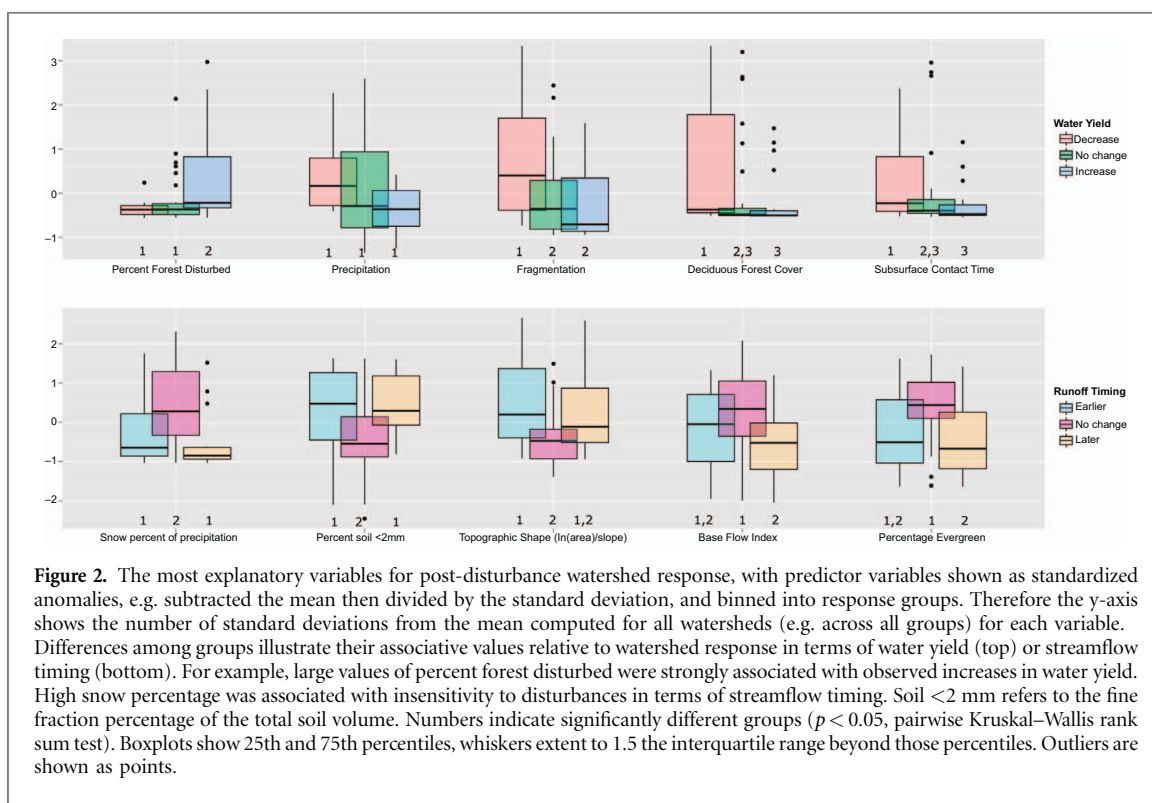 3
2
1
0
−1
1 1 2
1 1 1
1 2 2
1 2,3 3
1 2,3 3
Percent Forest Disturbed
Precipitation
Fragmentation
Deciduous Forest Cover
Subsurface Contact Time
Water Yield
Decrease
No change
Increase
2
1
0
−1
−2
1 2 1
1 2 1
1 2 1,2
1,2 1 2
1,2 1 2
Snow percent of precipitation
Percent soil <2mm
Topographic Shape (ln(area)/slope)
Base Flow Index
Percentage Evergreen
Runoff Timing
Earlier
No change
Later
Figure 2. The most explanatory variables for post-disturbance watershed response, with predictor variables shown as standardized
anomalies, e.g. subtracted the mean then divided by the standard deviation, and binned into response groups. Therefore the y-axis
shows the number of standard deviations from the mean computed for all watersheds (e.g. across all groups) for each variable.
Differences among groups illustrate their associative values relative to watershed response in terms of water yield (top) or streamflow
timing (bottom). For example, large values of percent forest disturbed were strongly associated with observed increases in water yield.
High snow percentage was associated with insensitivity to disturbances in terms of streamflow timing. Soil <2 mm refers to the fine
fraction percentage of the total soil volume. Numbers indicate significantly different groups (p < 0.05, pairwise Kruskal–Wallis rank
sum test). Boxplots show 25th and 75th percentiles, whiskers extent to 1.5 the interquartile range beyond those percentiles. Outliers are
shown as points.